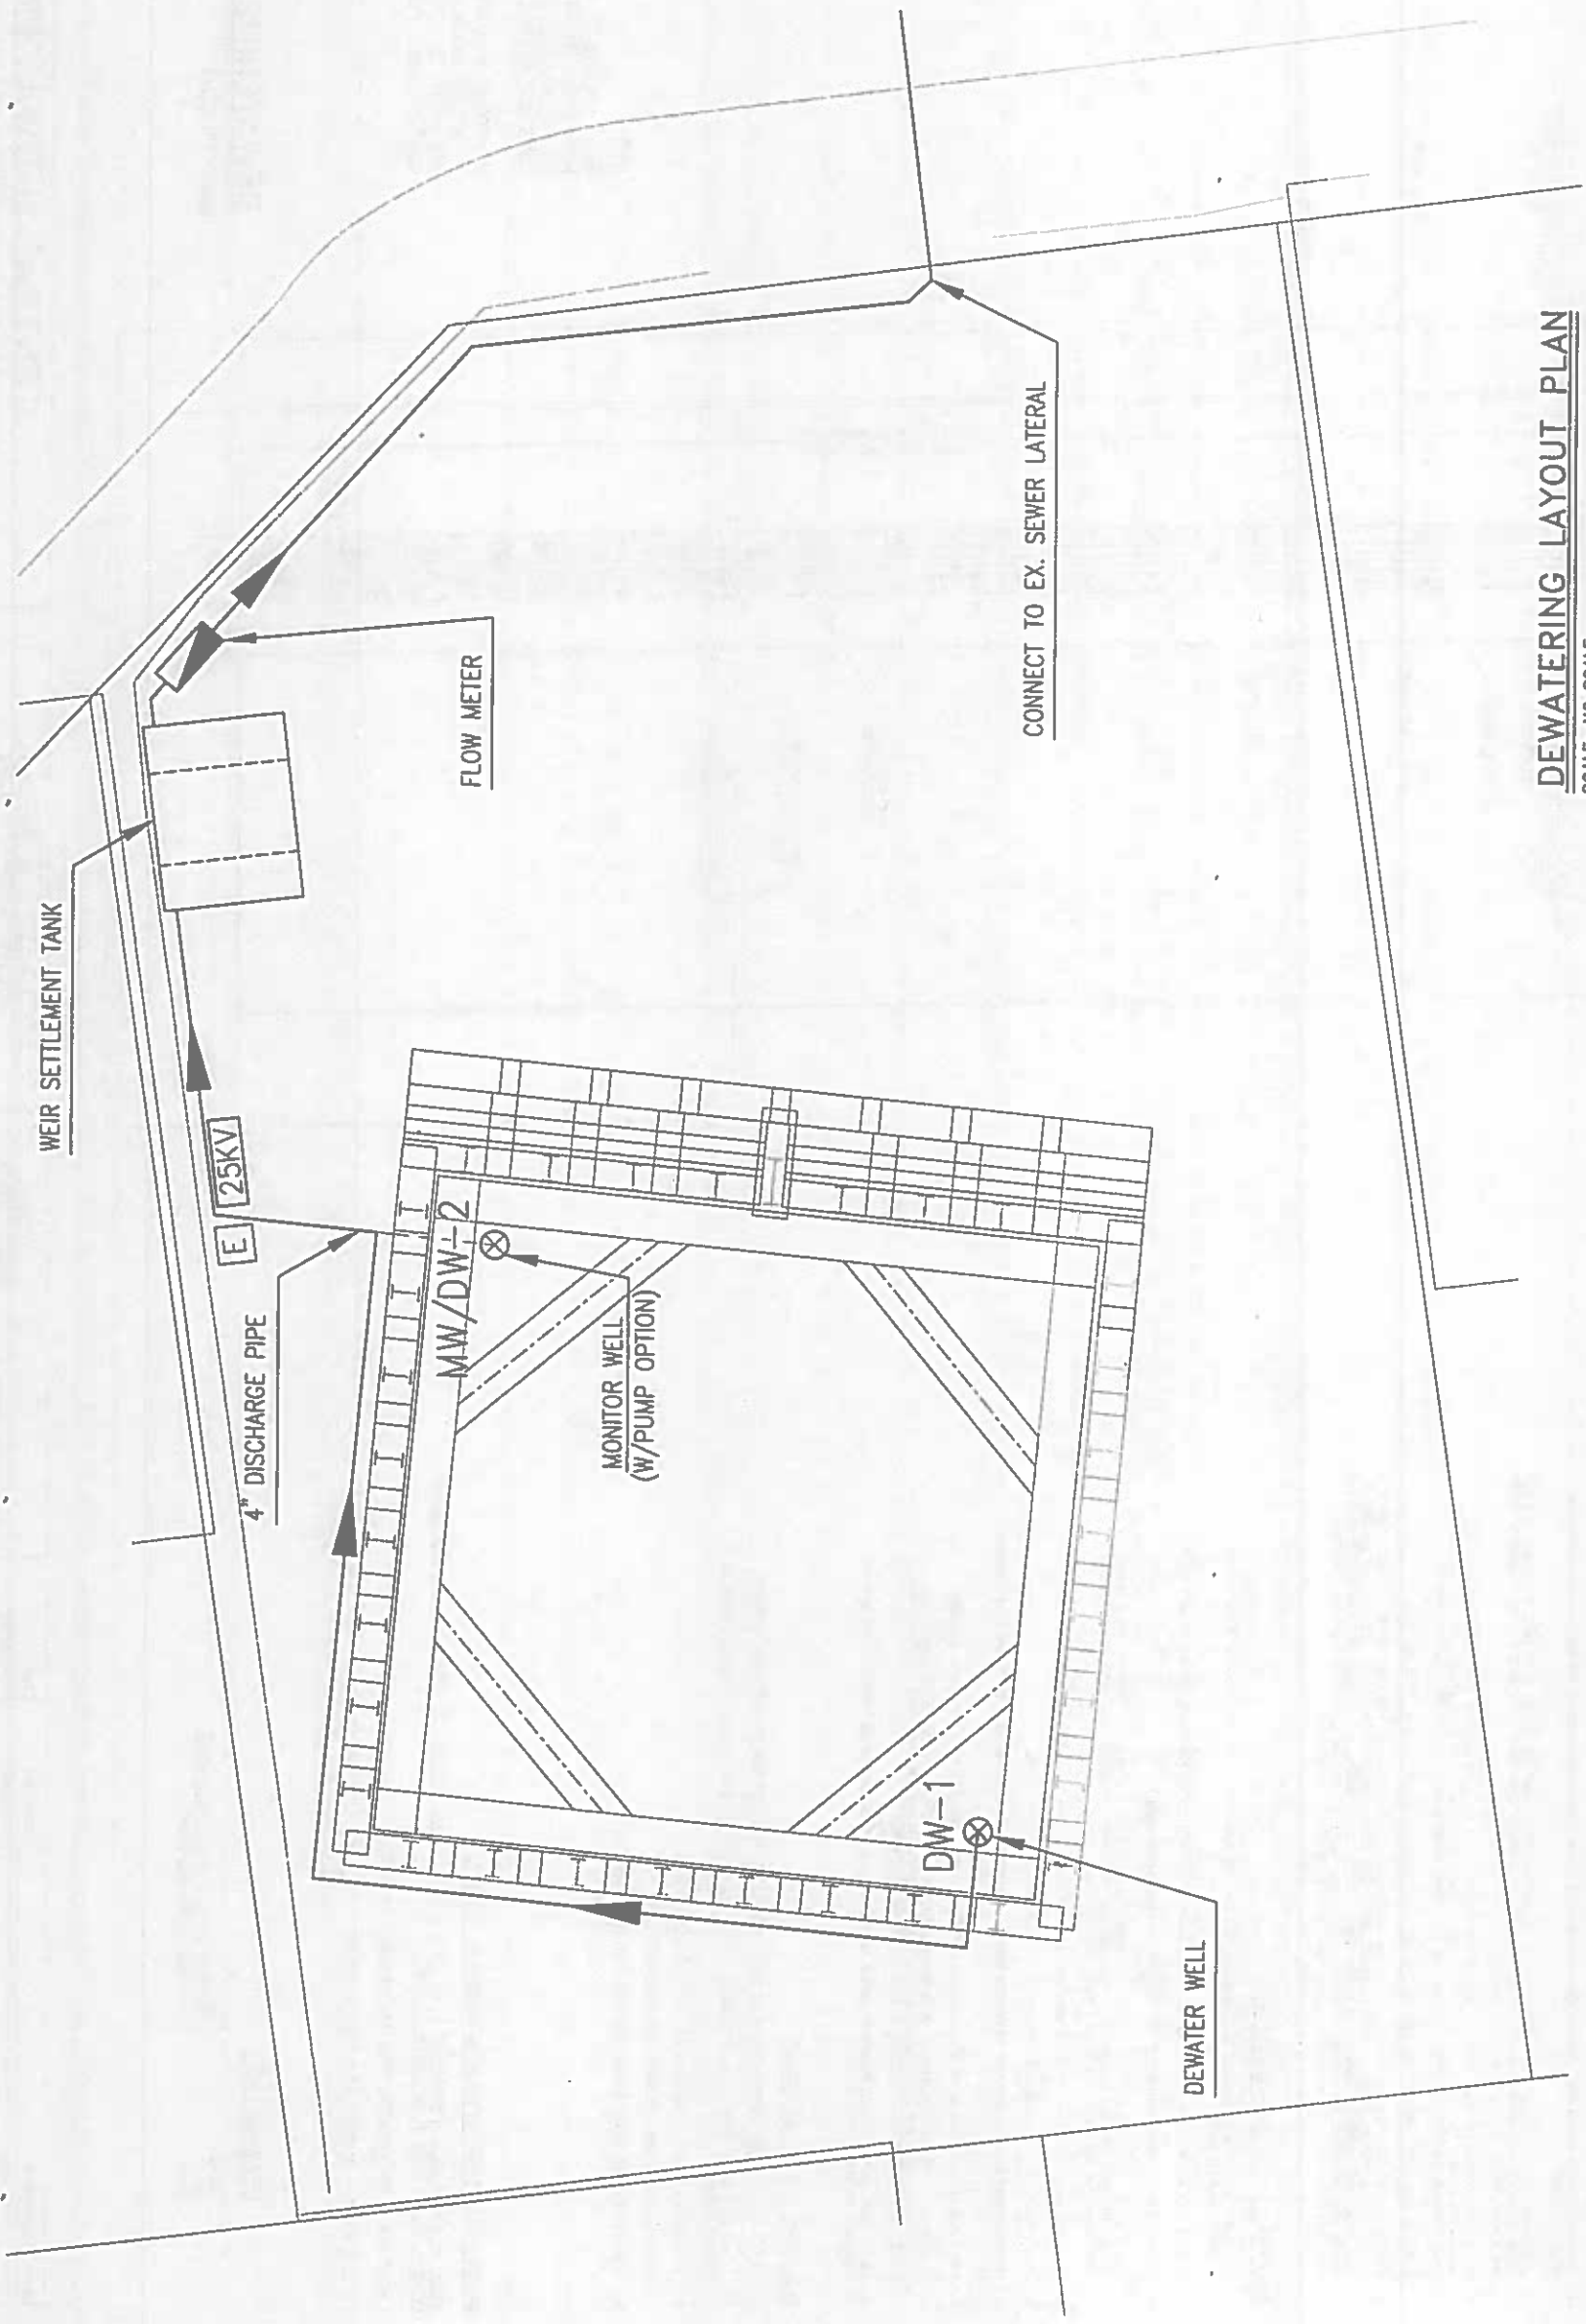 WEIR SETTLEMENT TANK
4" DISCHARGE PIPE
E
25KV
FLOW METER
MW/DW-2
MONITOR WELL
(W/PUMP OPTION)
DW-1
CONNECT TO EX. SEWER LATERAL
DEWATER WELL
DEWATERING LAYOUT PLAN